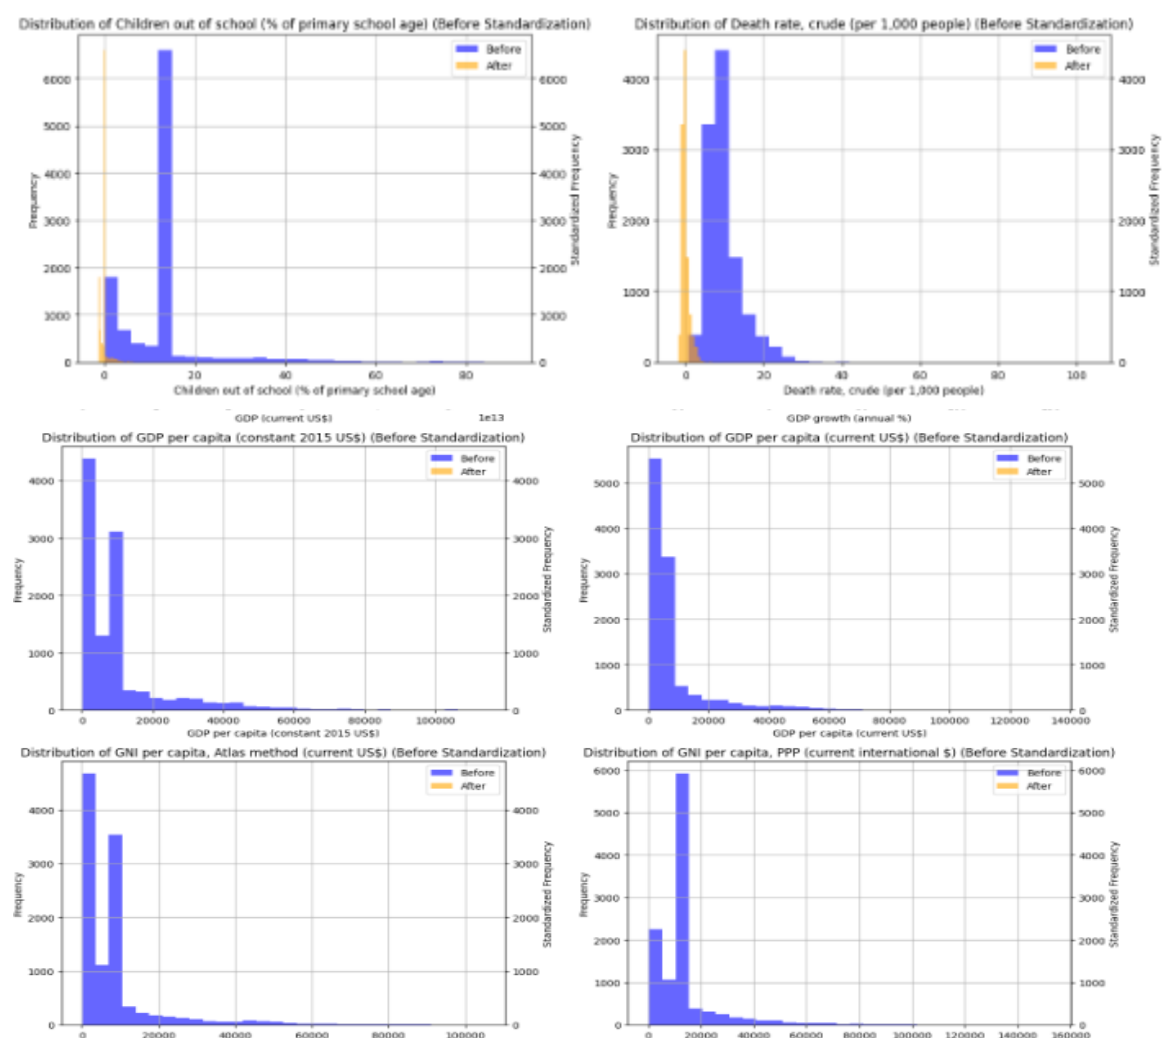 Distribution of Children out of school (% of primary school age) (Before Standardization)
Before
After
Frequency
6000
5000
4000
3000
2000
1000
0
Standardized Frequency
6000
5000
4000
3000
2000
1000
0
0 20 40 60 80
Children out of school (% of primary school age)
Distribution of Death rate, crude (per 1,000 people) (Before Standardization)
Before
After
Frequency
4000
3000
2000
1000
0
Standardized Frequency
4000
3000
2000
1000
0
0 20 40 60 80 100
Death rate, crude (per 1,000 people)
GDP (current US$)
1e13
GDP growth (annual %)
Distribution of GDP per capita (constant 2015 US$) (Before Standardization)
Before
After
Frequency
4000
3000
2000
1000
0
Standardized Frequency
4000
3000
2000
1000
0
0 20000 40000 60000 80000 100000
GDP per capita (constant 2015 US$)
Distribution of GDP per capita (current US$) (Before Standardization)
Before
After
Frequency
5000
4000
3000
2000
1000
0
Standardized Frequency
5000
4000
3000
2000
1000
0
0 20000 40000 60000 80000 100000 120000 140000
GDP per capita (current US$)
Distribution of GNI per capita, Atlas method (current US$) (Before Standardization)
Before
After
Frequency
4000
3000
2000
1000
0
Standardized Frequency
4000
3000
2000
1000
0
0 20000 40000 60000 80000 100000
Distribution of GNI per capita, PPP (current international $) (Before Standardization)
Before
After
Frequency
6000
5000
4000
3000
2000
1000
0
Standardized Frequency
6000
5000
4000
3000
2000
1000
0
0 20000 40000 60000 80000 100000 120000 140000 160000